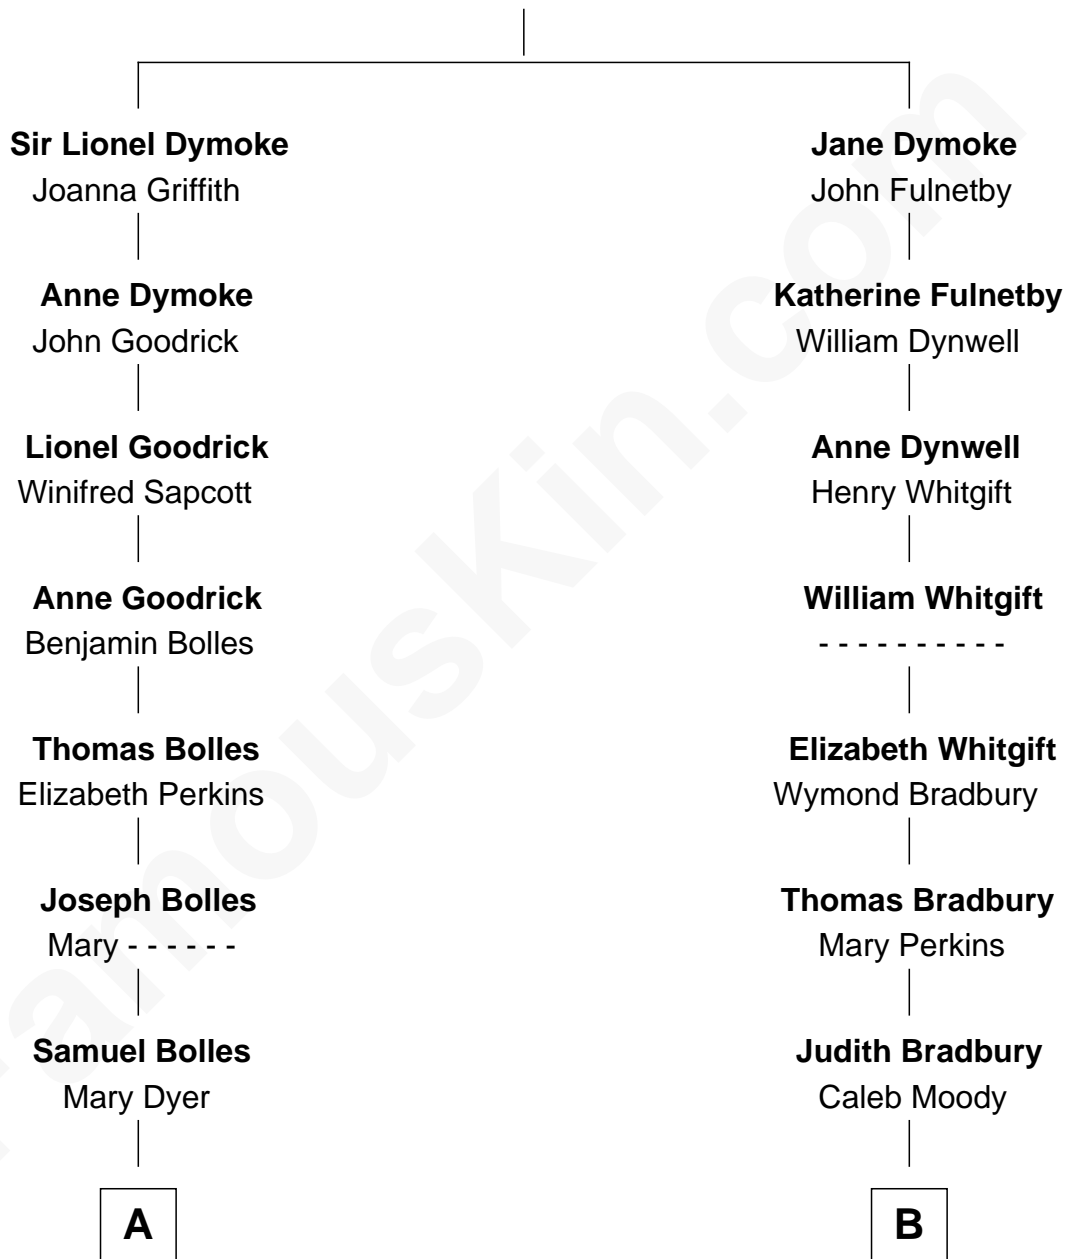 Sir Lionel Dymoke
Joanna Griffith
Jane Dymoke
John Fulnetby
Anne Dymoke
John Goodrick
Katherine Fulnetby
William Dynwell
Lionel Goodrick
Winifred Sapcott
Anne Dynwell
Henry Whitgift
Anne Goodrick
Benjamin Bolles
William Whitgift
- - - - - - - - - -
Thomas Bolles
Elizabeth Perkins
Elizabeth Whitgift
Wymond Bradbury
Joseph Bolles
Mary - - - - - -
Thomas Bradbury
Mary Perkins
Samuel Bolles
Mary Dyer
Judith Bradbury
Caleb Moody
A
B
FamousKin.com